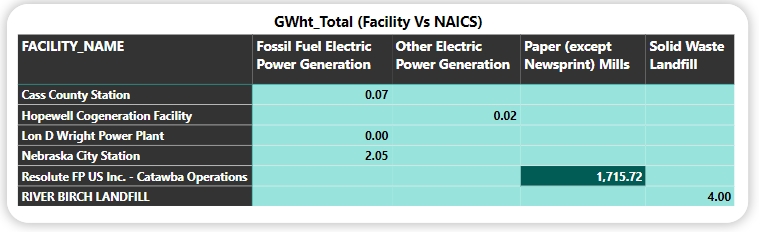 GWht_Total (Facility Vs NAICS)
FACILITY_NAME Fossil Fuel Electric Other Electric Paper (except Solid Waste
Power Generation Power Generation Newsprint) Mills Landfill
Cass County Station 0.07
Hopewell Cogeneration Facility 0.02
Lon D Wright Power Plant 0.00
Nebraska City Station 2.05
Resolute FP US Inc. - Catawba Operations 1,715.72
RIVER BIRCH LANDFILL 4.00